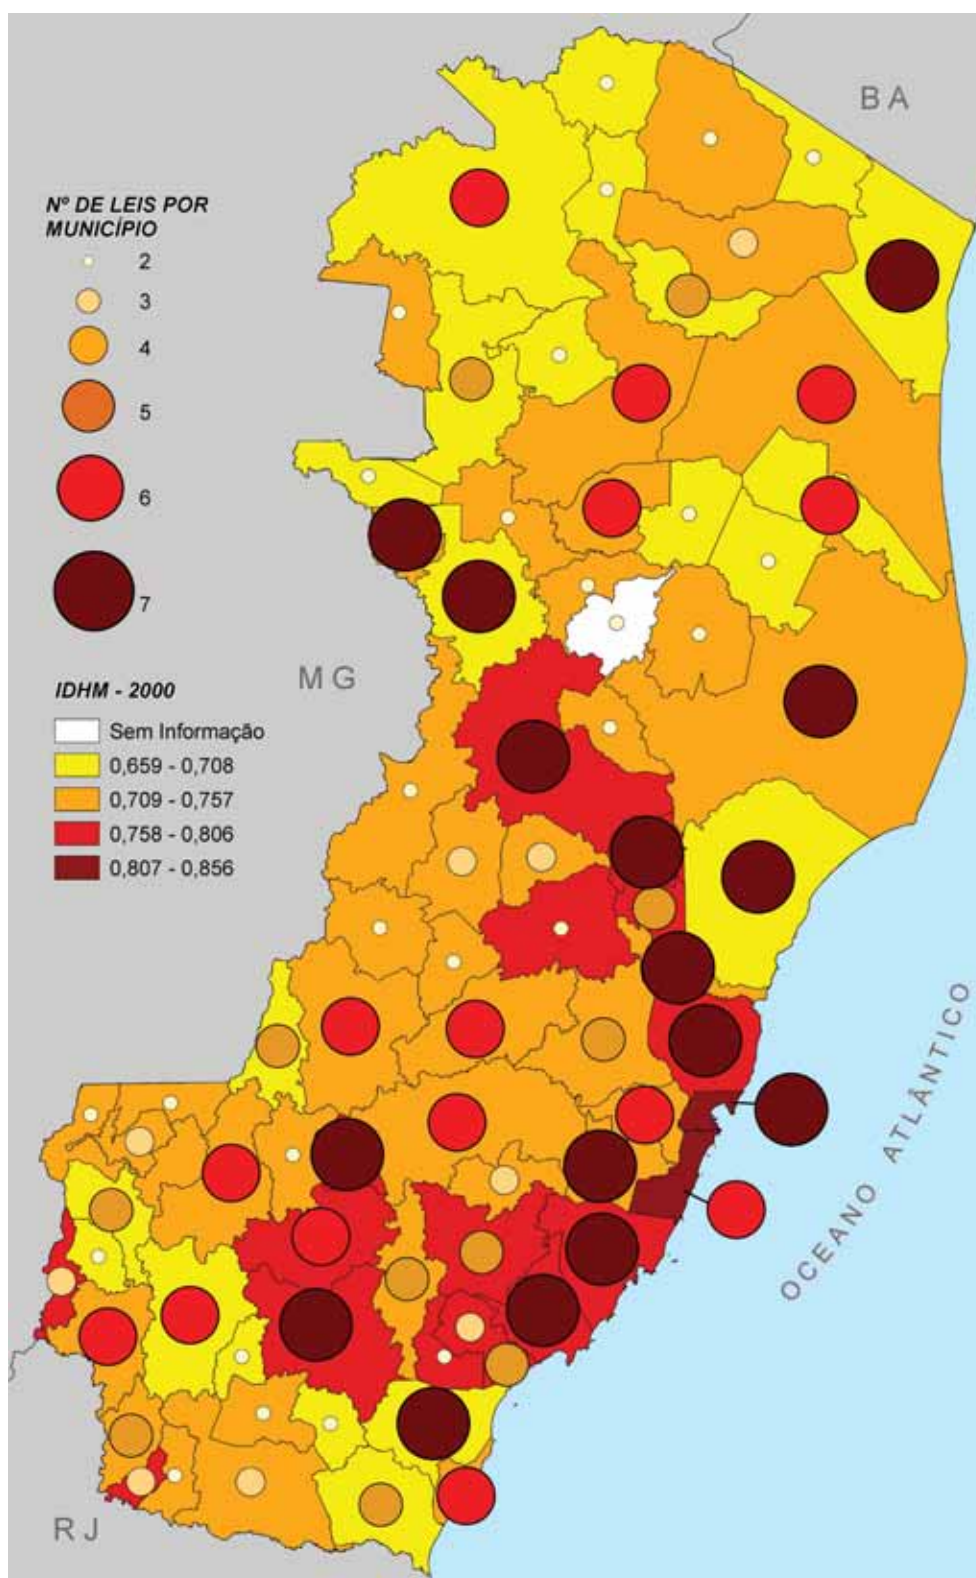 BA
Nº DE LEIS POR
MUNICÍPIO
2
3
4
5
6
7
MG
IDHM - 2000
Sem Informação
0,659 - 0,708
0,709 - 0,757
0,758 - 0,806
0,807 - 0,856
OCEANO ATLÂNTICO
RJ